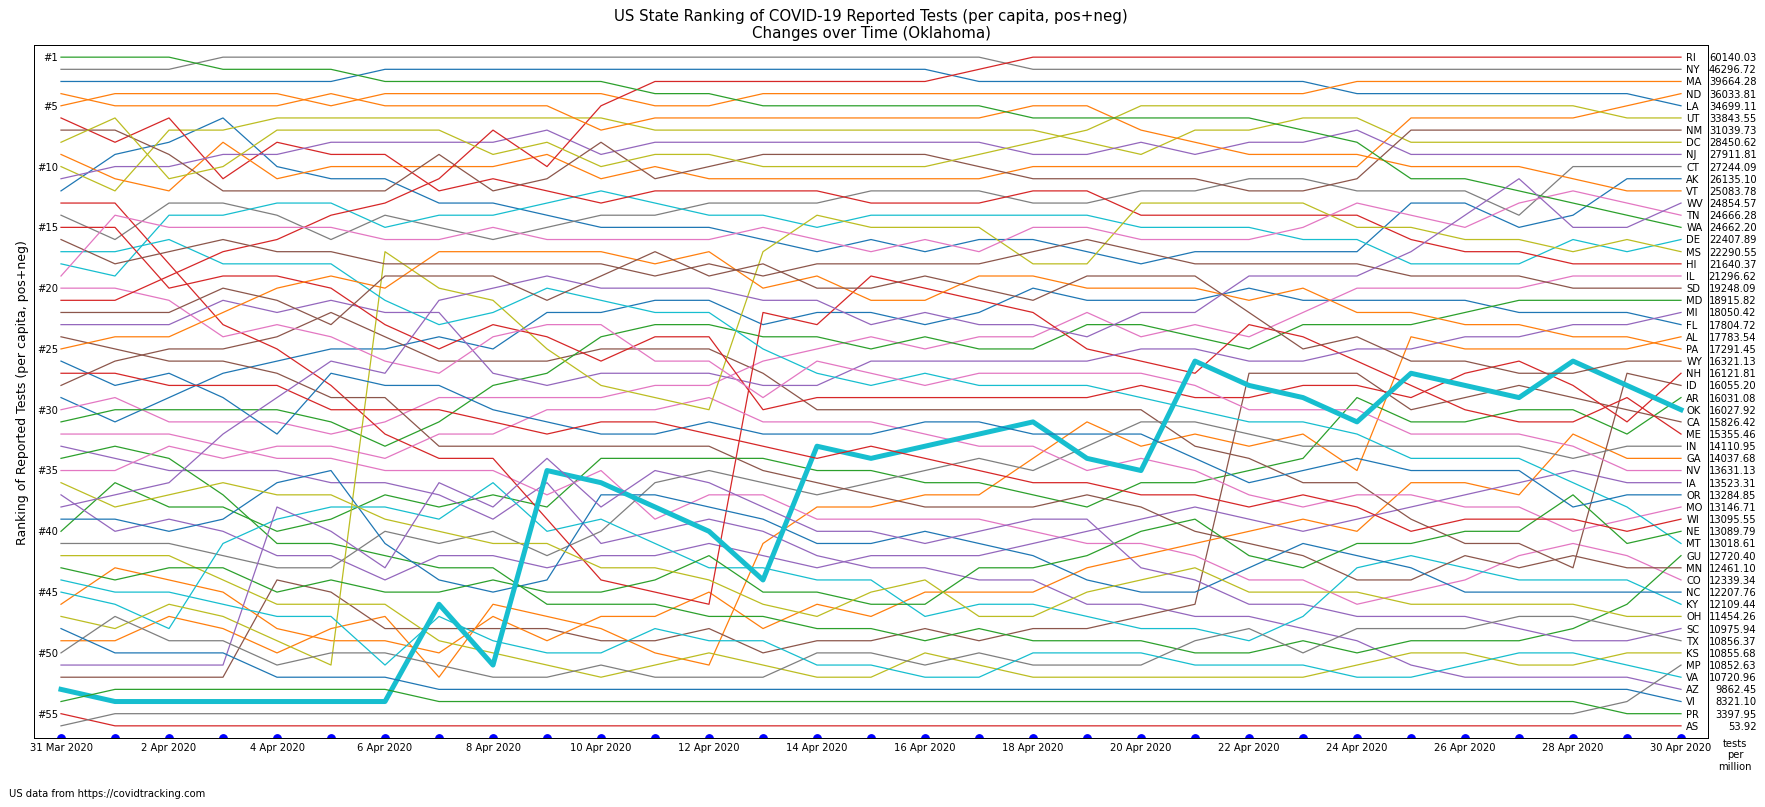 US State Ranking of COVID-19 Reported Tests (per capita, pos+neg)
Changes over Time (Oklahoma)
Ranking of Reported Tests (per capita, pos+neg)
#1
#5
#10
#15
#20
#25
#30
#35
#40
#45
#50
#55
RI 60140.03
NY 46296.72
MA 39664.28
ND 36033.81
LA 34699.11
UT 33843.55
NM 31039.73
DC 28450.62
NJ 27911.81
CT 27244.09
AK 26135.10
VT 25083.78
WV 24854.57
TN 24666.28
WA 24662.20
DE 22407.89
MS 22290.55
HI 21640.37
IL 21296.62
SD 19248.09
MD 18915.82
MI 18050.42
FL 17804.72
AL 17783.54
PA 17291.45
WY 16321.13
NH 16121.81
ID 16055.20
AR 16031.08
OK 16027.92
CA 15826.42
ME 15355.46
IN 14110.95
GA 14037.68
NV 13631.13
IA 13523.31
OR 13284.85
MO 13146.71
WI 13095.55
NE 13089.79
MT 13018.61
GU 12720.40
MN 12461.10
CO 12339.34
NC 12207.76
KY 12109.44
OH 11454.26
SC 10975.94
TX 10856.37
KS 10855.68
MP 10852.63
VA 10720.96
AZ 9862.45
VI 8321.10
PR 3397.95
AS 53.92
31 Mar 2020 2 Apr 2020 4 Apr 2020 6 Apr 2020 8 Apr 2020 10 Apr 2020 12 Apr 2020 14 Apr 2020 16 Apr 2020 18 Apr 2020 20 Apr 2020 22 Apr 2020 24 Apr 2020 26 Apr 2020 28 Apr 2020 30 Apr 2020
tests
per
million
US data from https://covidtracking.com